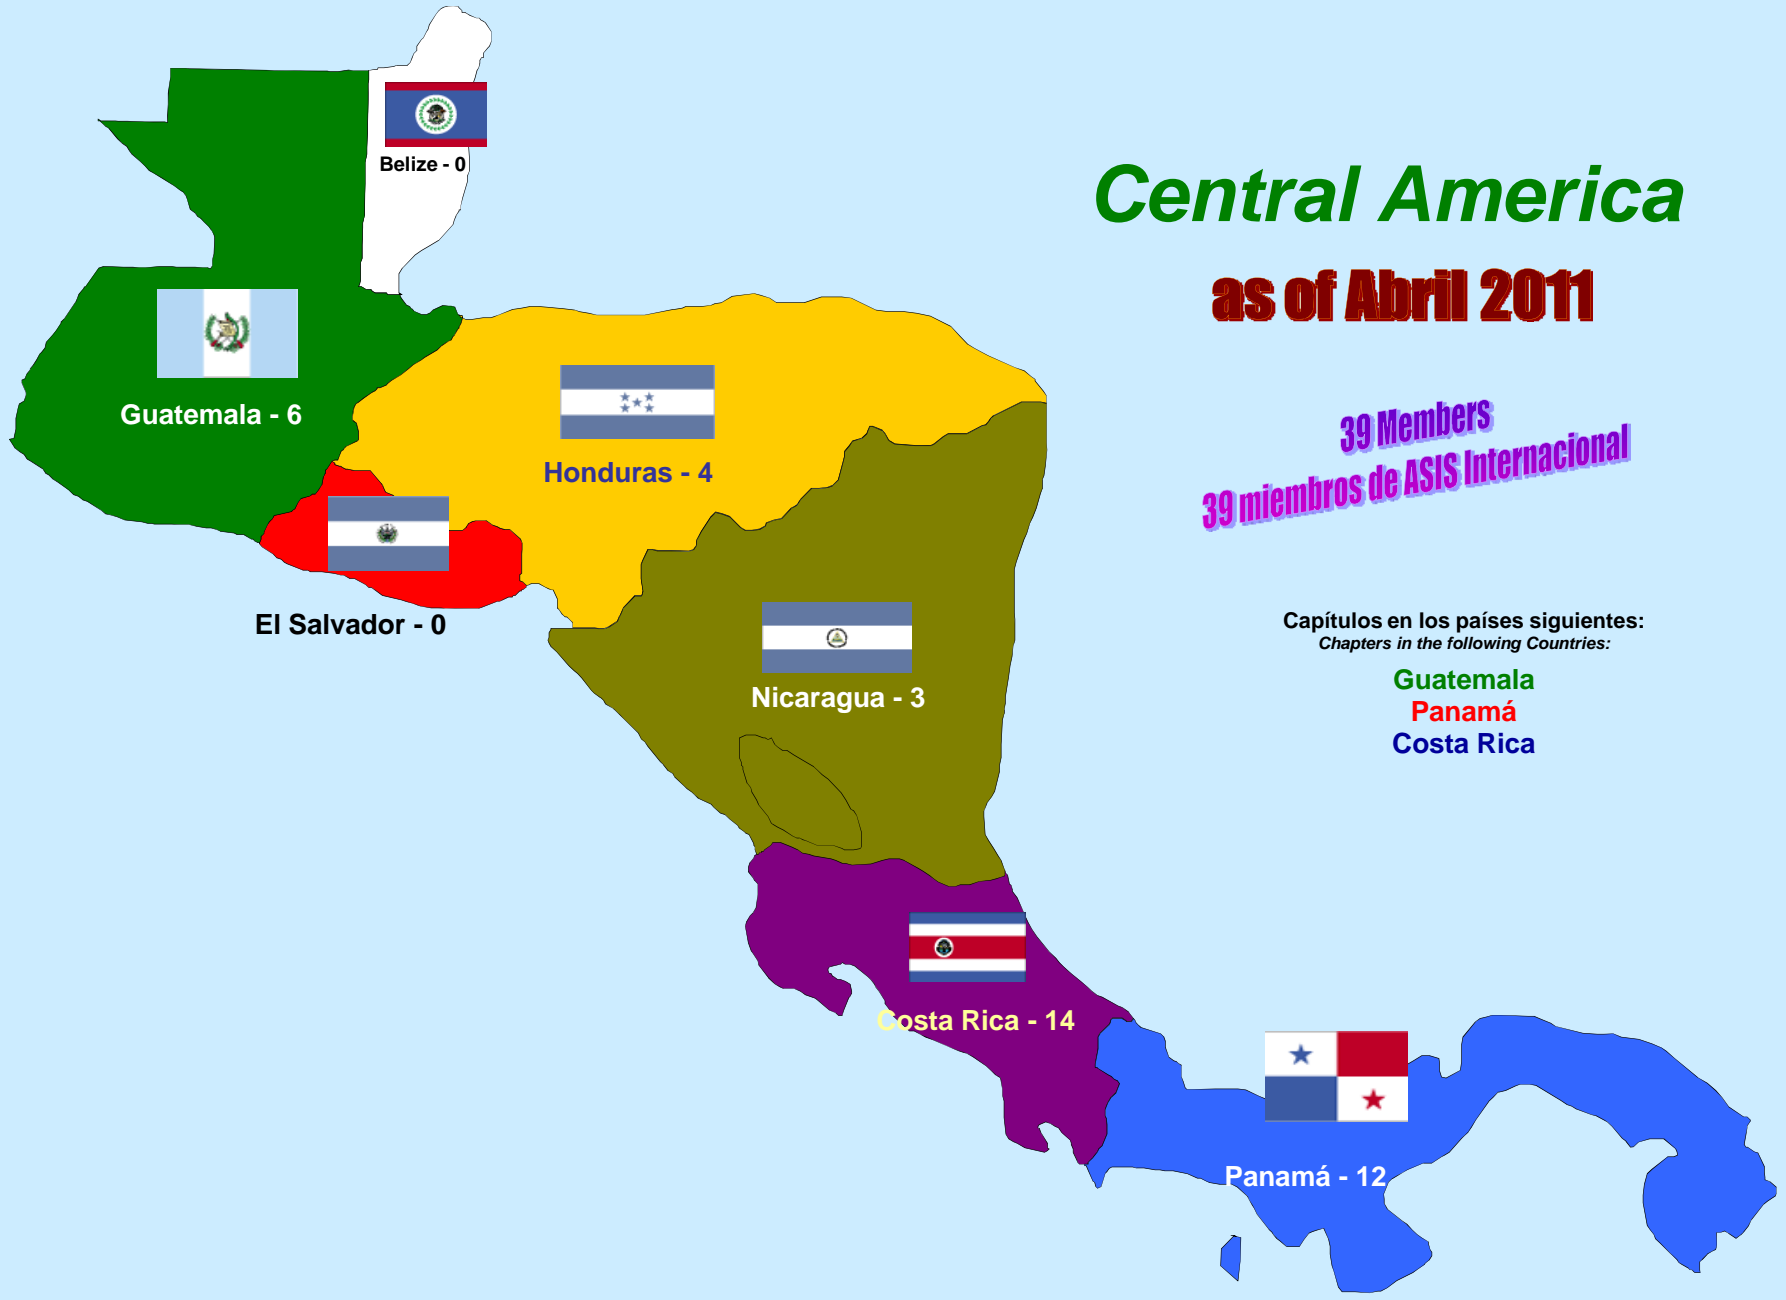 Belize - 0
Central America
as of Abril 2011
Guatemala - 6
39 Members
39 miembros de ASIS Internacional
Honduras - 4
El Salvador - 0
Capítulos en los países siguientes:
Chapters in the following Countries:
Guatemala
Panamá
Costa Rica
Nicaragua - 3
Costa Rica - 14
Panamá - 12